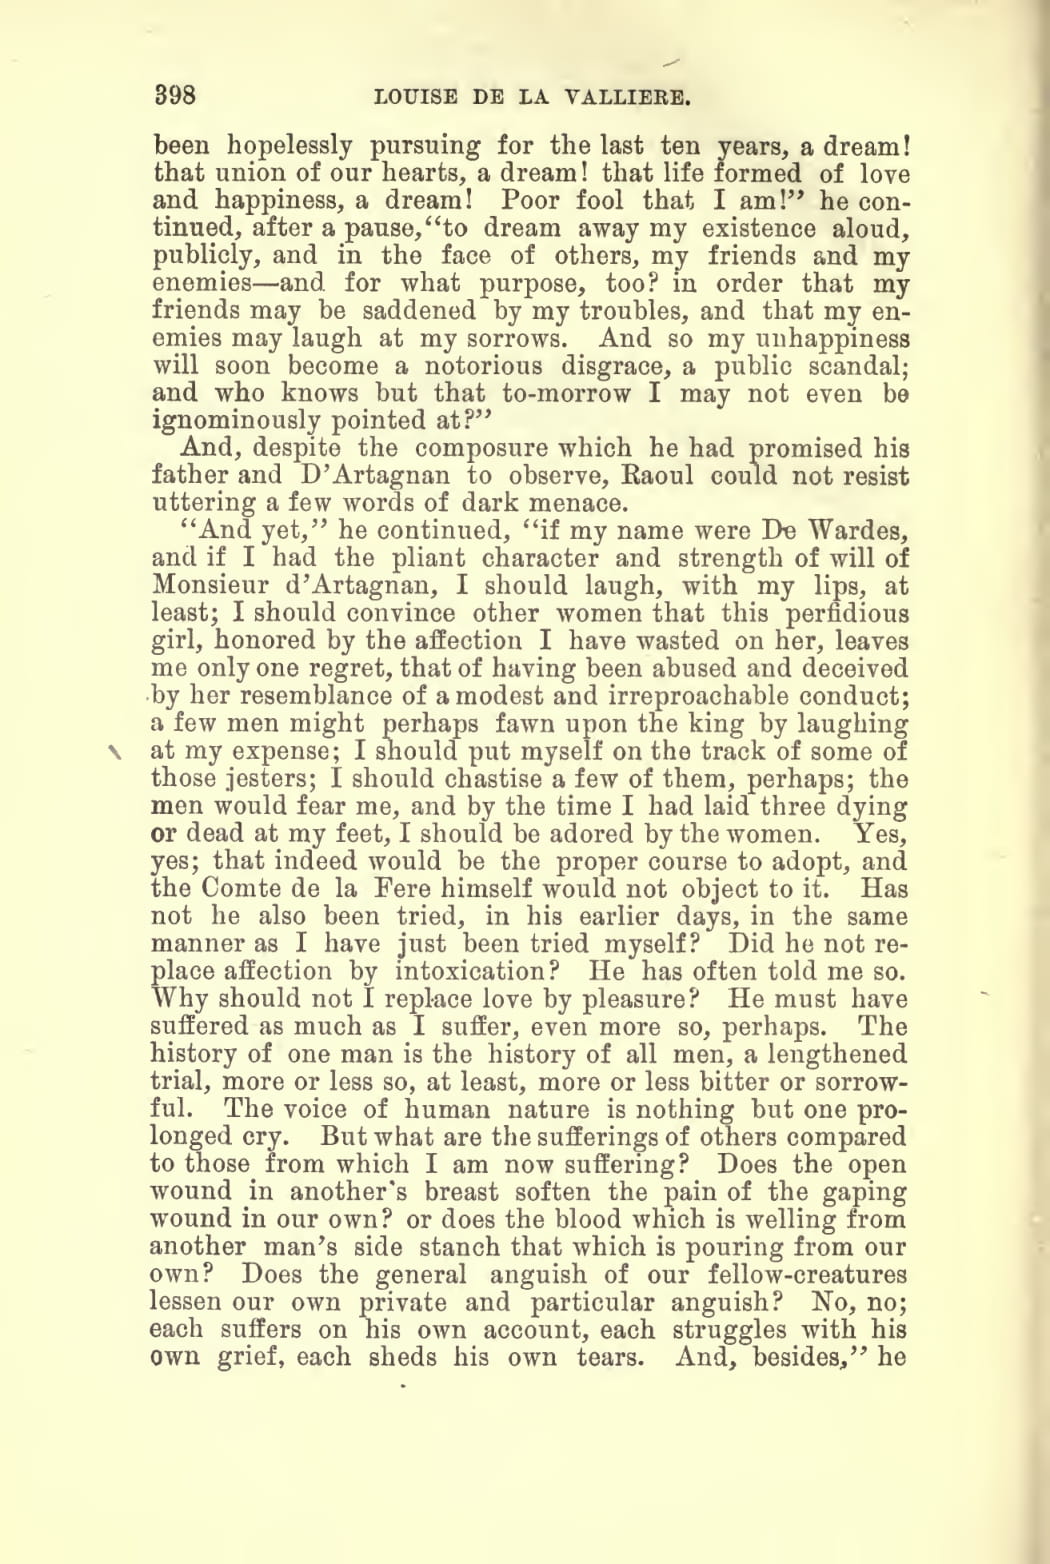 398 LOUISE DE LA VALLIERE.
been hopelessly pursuing for the last ten years, a dream!
that union of our hearts, a dream! that life formed of love
and happiness, a dream! Poor fool that I am!” he con-
tinued, after a pause,“to dream away my existence aloud,
publicly, and in the face of others, my friends and my
enemies—and for what purpose, too? in order that my
friends may be saddened by my troubles, and that my en-
emies may laugh at my sorrows. And so my unhappiness
will soon become a notorious disgrace, a public scandal;
and who knows but that to-morrow I may not even be
ignominously pointed at?”
And, despite the composure which he had promised his
father and D’Artagnan to observe, Raoul could not resist
uttering a few words of dark menace.
“And yet,” he continued, “if my name were De Wardes,
and if I had the pliant character and strength of will of
Monsieur d’Artagnan, I should laugh, with my lips, at
least; I should convince other women that this perfidious
girl, honored by the affection I have wasted on her, leaves
me only one regret, that of having been abused and deceived
by her resemblance of a modest and irreproachable conduct;
a few men might perhaps fawn upon the king by laughing
at my expense; I should put myself on the track of some of
those jesters; I should chastise a few of them, perhaps; the
men would fear me, and by the time I had laid three dying
or dead at my feet, I should be adored by the women. Yes,
yes; that indeed would be the proper course to adopt, and
the Comte de la Fere himself would not object to it. Has
not he also been tried, in his earlier days, in the same
manner as I have just been tried myself? Did he not re-
place affection by intoxication? He has often told me so.
Why should not I replace love by pleasure? He must have
suffered as much as I suffer, even more so, perhaps. The
history of one man is the history of all men, a lengthened
trial, more or less so, at least, more or less bitter or sorrow-
ful. The voice of human nature is nothing but one pro-
longed cry. But what are the sufferings of others compared
to those from which I am now suffering? Does the open
wound in another's breast soften the pain of the gaping
wound in our own? or does the blood which is welling from
another man’s side stanch that which is pouring from our
own? Does the general anguish of our fellow-creatures
lessen our own private and particular anguish? No, no;
each suffers on his own account, each struggles with his
own grief, each sheds his own tears. And, besides,” he